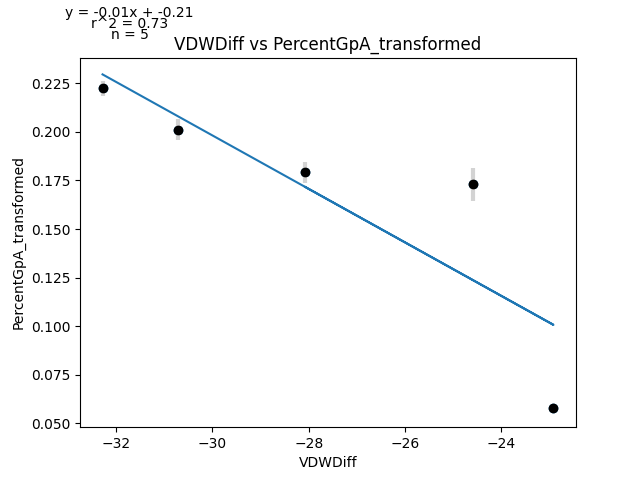 y = -0.01x + -0.21
r^2 = 0.73
n = 5
VDWDiff vs PercentGpA_transformed
0.225
0.200
0.175
0.150
0.125
0.100
0.075
0.050
PercentGpA_transformed
−32
−30
−28
−26
−24
VDWDiff